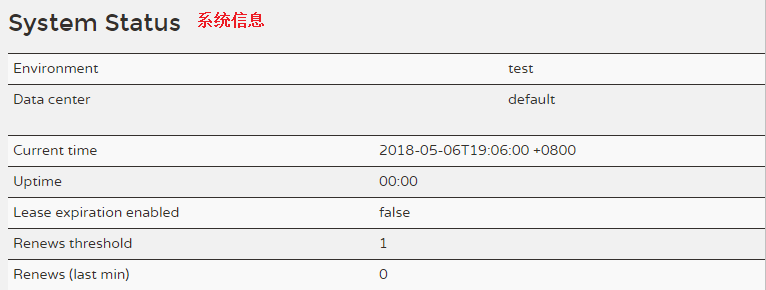 System Status 系统信息
Environment test
Data center default
Current time 2018-05-06T19:06:00 +0800
Uptime 00:00
Lease expiration enabled false
Renews threshold 1
Renews (last min) 0